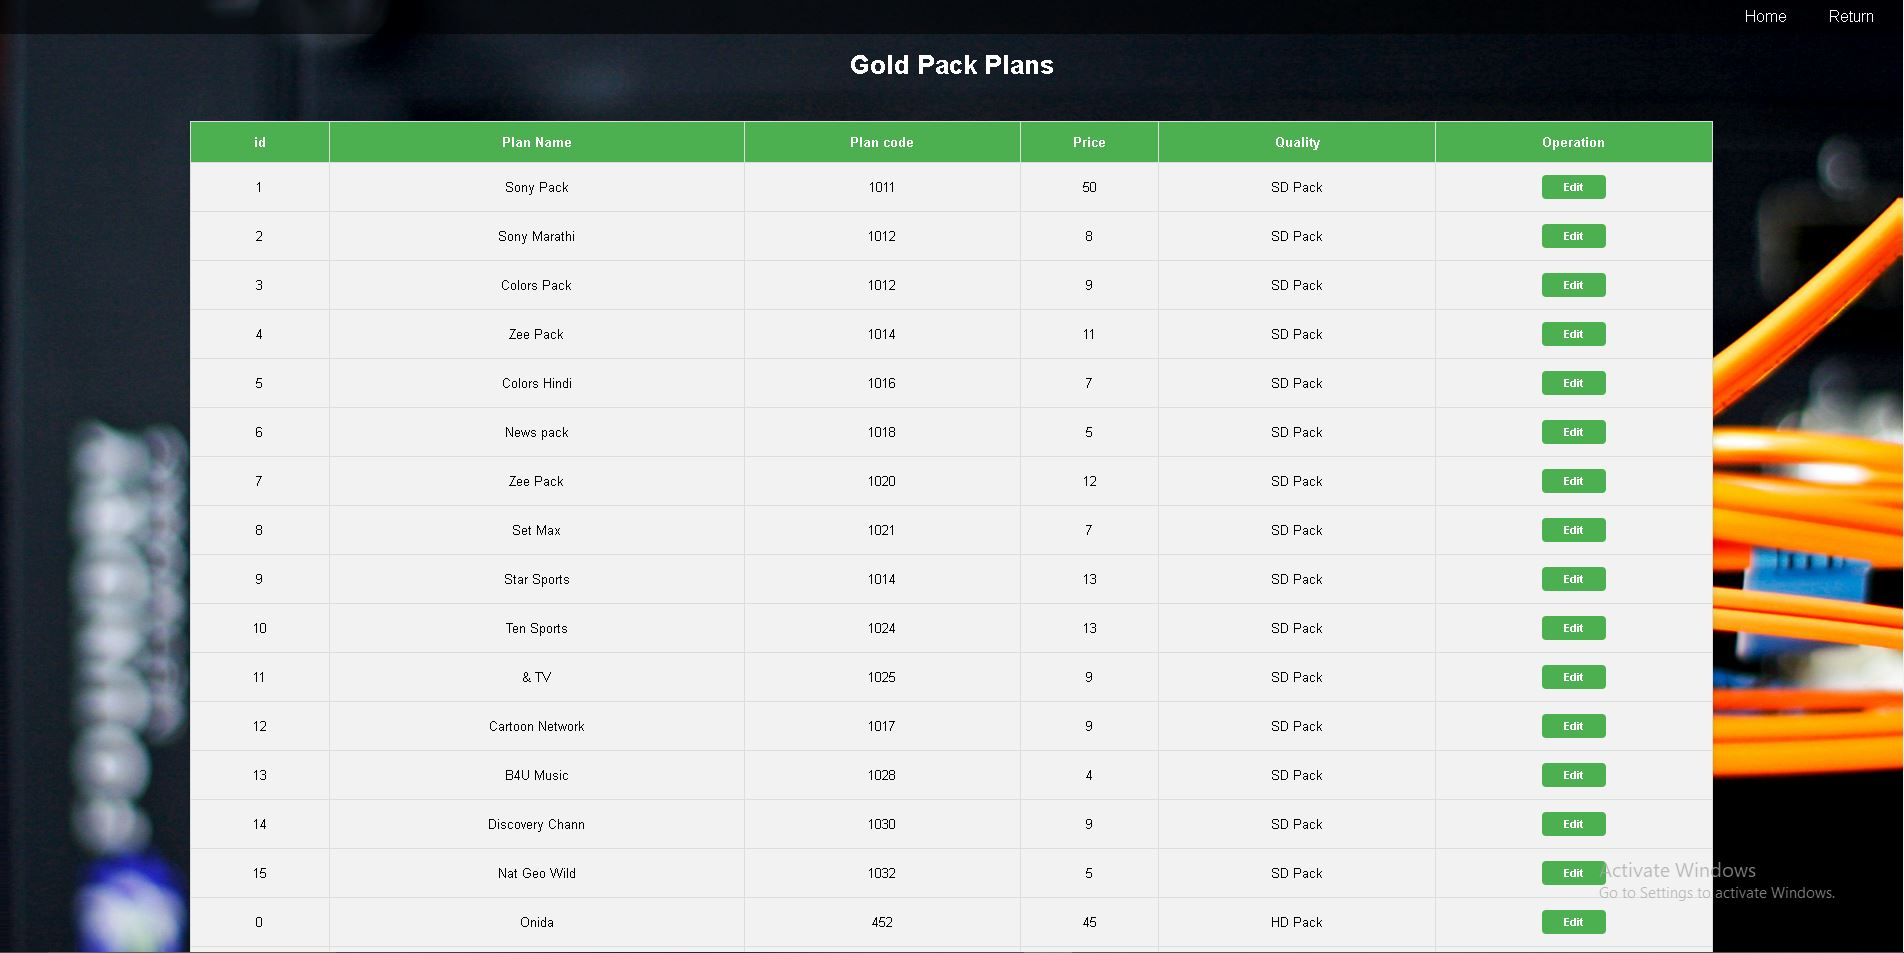 Home Return
Gold Pack Plans
id Plan Name Plan code Price Quality Operation
1 Sony Pack 1011 50 SD Pack Edit
2 Sony Marathi 1012 8 SD Pack Edit
3 Colors Pack 1012 9 SD Pack Edit
4 Zee Pack 1014 11 SD Pack Edit
5 Colors Hindi 1016 7 SD Pack Edit
6 News pack 1018 5 SD Pack Edit
7 Zee Pack 1020 12 SD Pack Edit
8 Set Max 1021 7 SD Pack Edit
9 Star Sports 1014 13 SD Pack Edit
10 Ten Sports 1024 13 SD Pack Edit
11 & TV 1025 9 SD Pack Edit
12 Cartoon Network 1017 9 SD Pack Edit
13 B4U Music 1028 4 SD Pack Edit
14 Discovery Chann 1030 9 SD Pack Edit
15 Nat Geo Wild 1032 5 SD Pack Edit
Activate Windows
Go to Settings to activate Windows.
0 Onida 452 45 HD Pack Edit